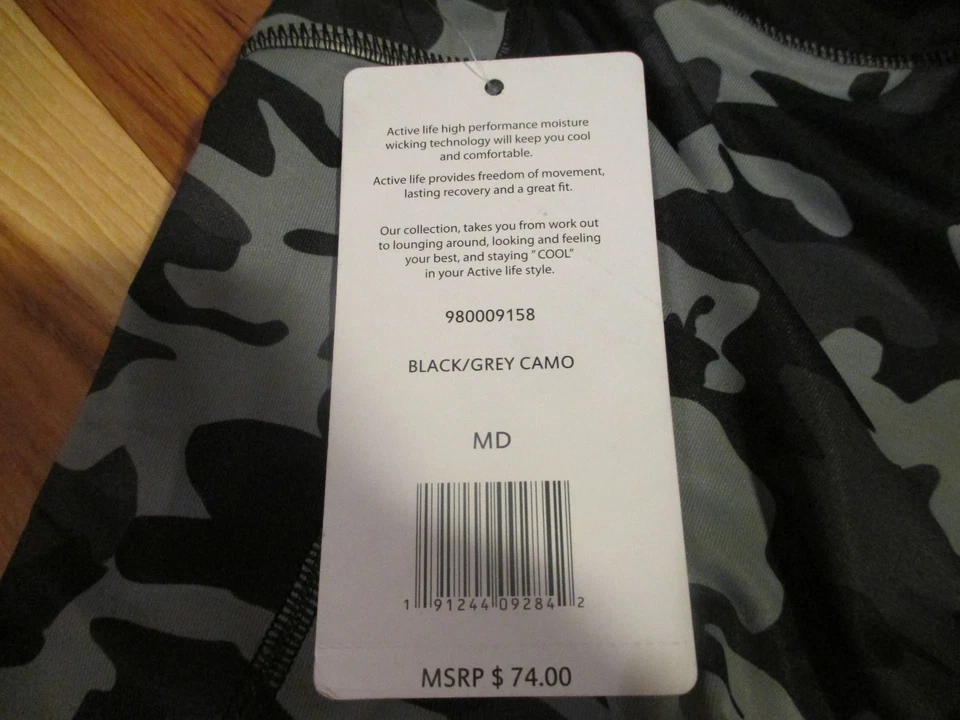 Active life high performance moisture
wicking technology will keep you cool
and comfortable.
Active life provides freedom of movement,
lasting recovery and a great fit.
Our collection, takes you from work out
to lounging around, looking and feeling
your best, and staying "COOL"
in your Active life style.
980009158
BLACK/GREY CAMO
MD
1 91244 09284 2
MSRP $ 74.00